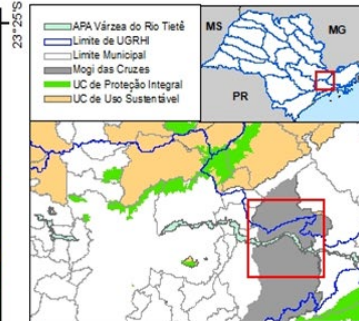 23°25'S
APA Várzea do Rio Tietê
Limite de UGRHI
Limite Municipal
Mogi das Cruzes
UC de Proteção Integral
UC de Uso Sustentável
MS
MG
PR